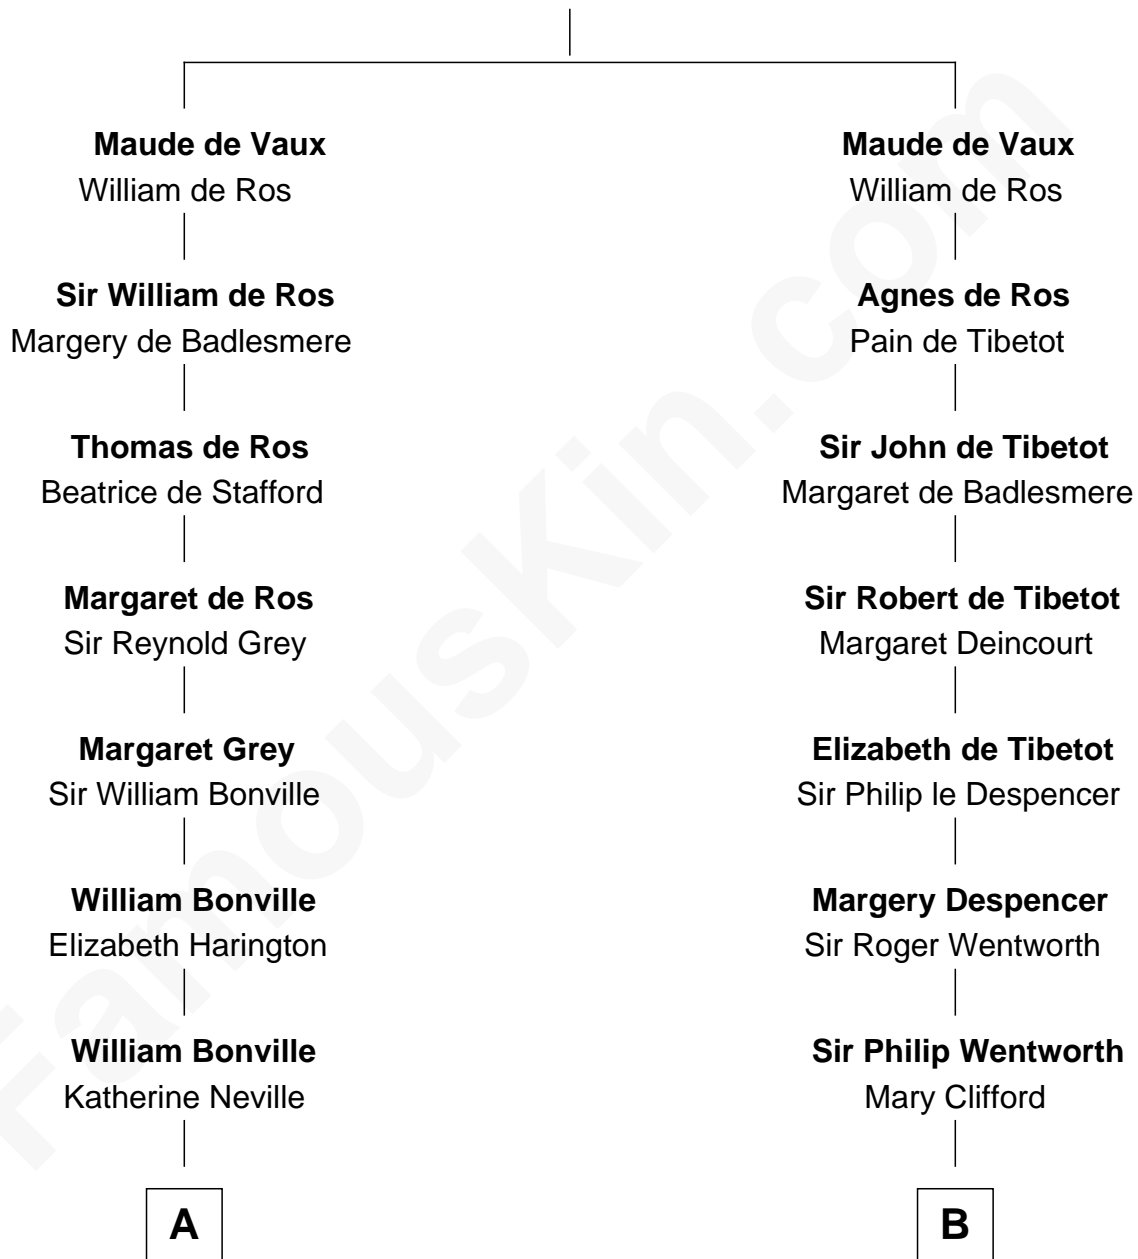 Maude de Vaux
William de Ros
Sir William de Ros
Margery de Badlesmere
Thomas de Ros
Beatrice de Stafford
Margaret de Ros
Sir Reynold Grey
Margaret Grey
Sir William Bonville
William Bonville
Elizabeth Harington
William Bonville
Katherine Neville
A
Maude de Vaux
William de Ros
Agnes de Ros
Pain de Tibetot
Sir John de Tibetot
Margaret de Badlesmere
Sir Robert de Tibetot
Margaret Deincourt
Elizabeth de Tibetot
Sir Philip le Despencer
Margery Despencer
Sir Roger Wentworth
Sir Philip Wentworth
Mary Clifford
B
FamousKin.com